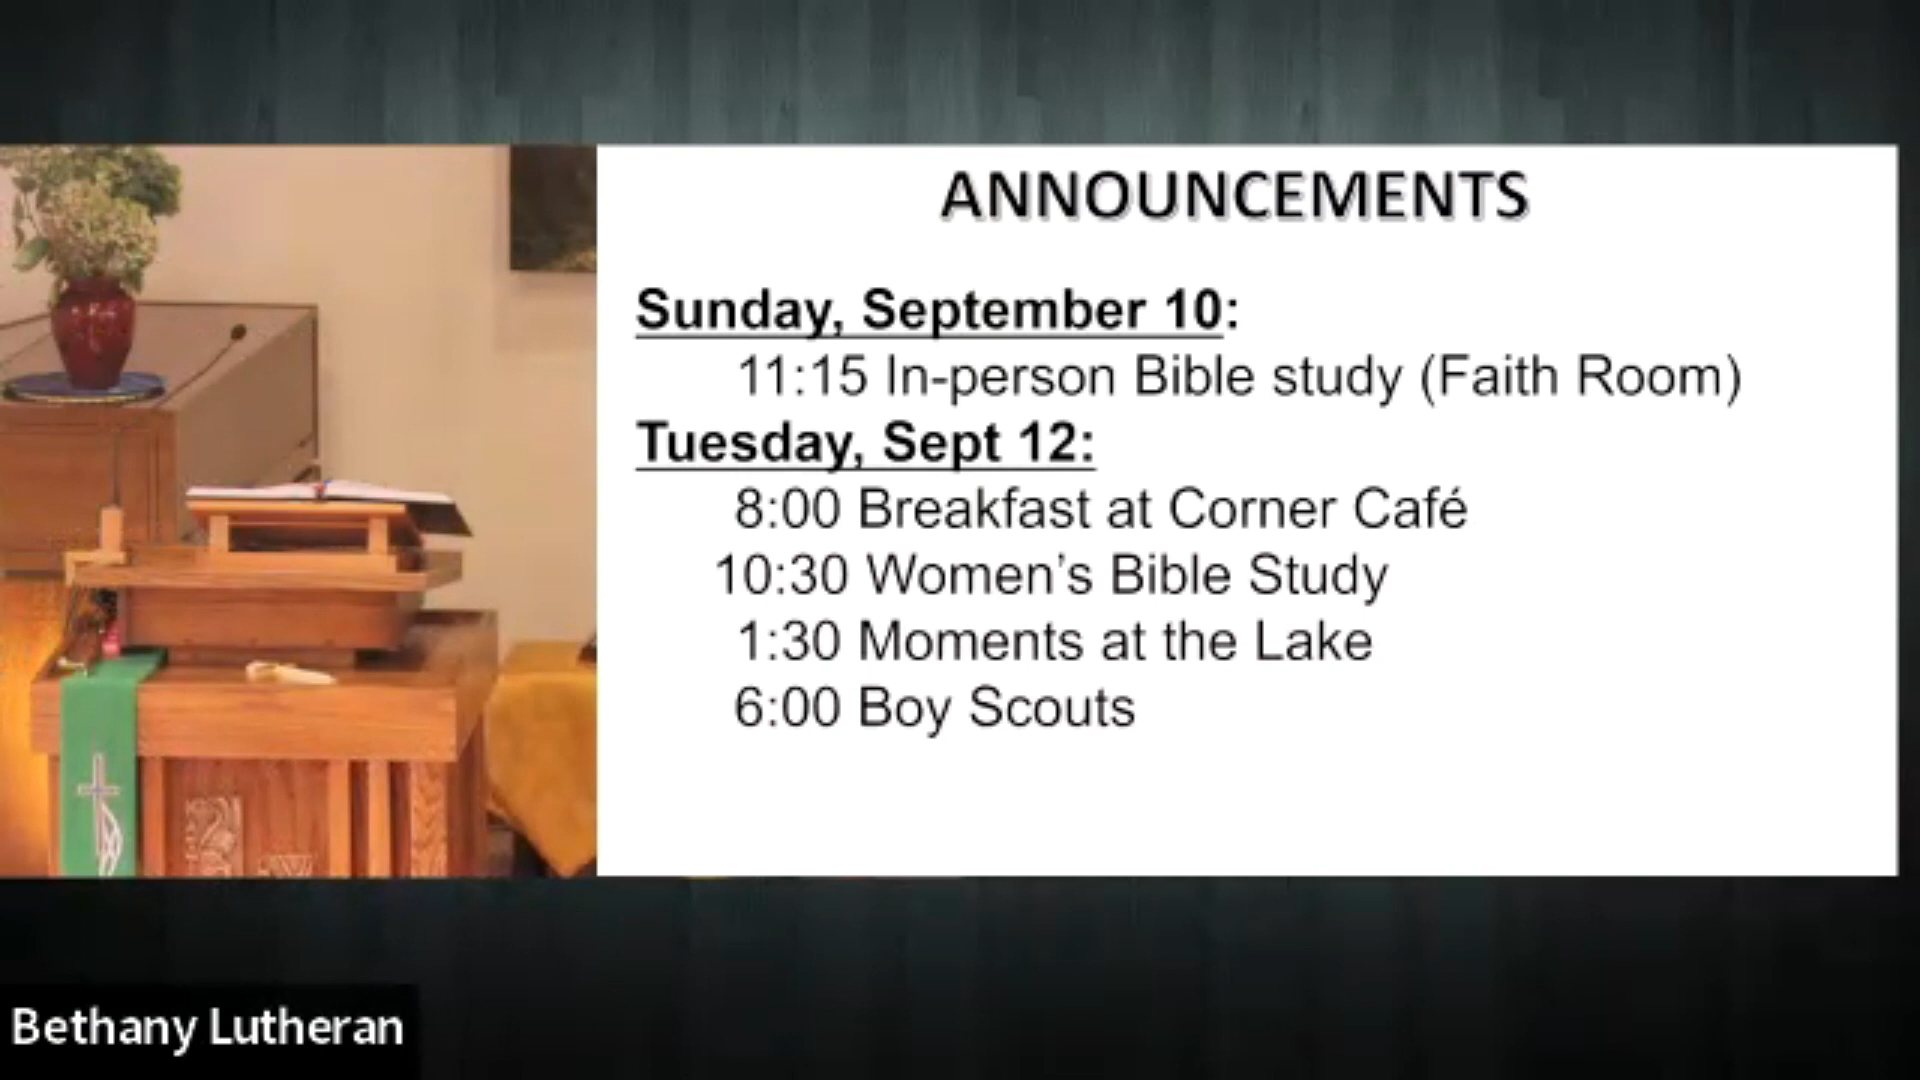 ANNOUNCEMENTS
Sunday, September 10:
11:15 In-person Bible study (Faith Room)
Tuesday, Sept 12:
8:00 Breakfast at Corner Café
10:30 Women’s Bible Study
1:30 Moments at the Lake
6:00 Boy Scouts
Bethany Lutheran